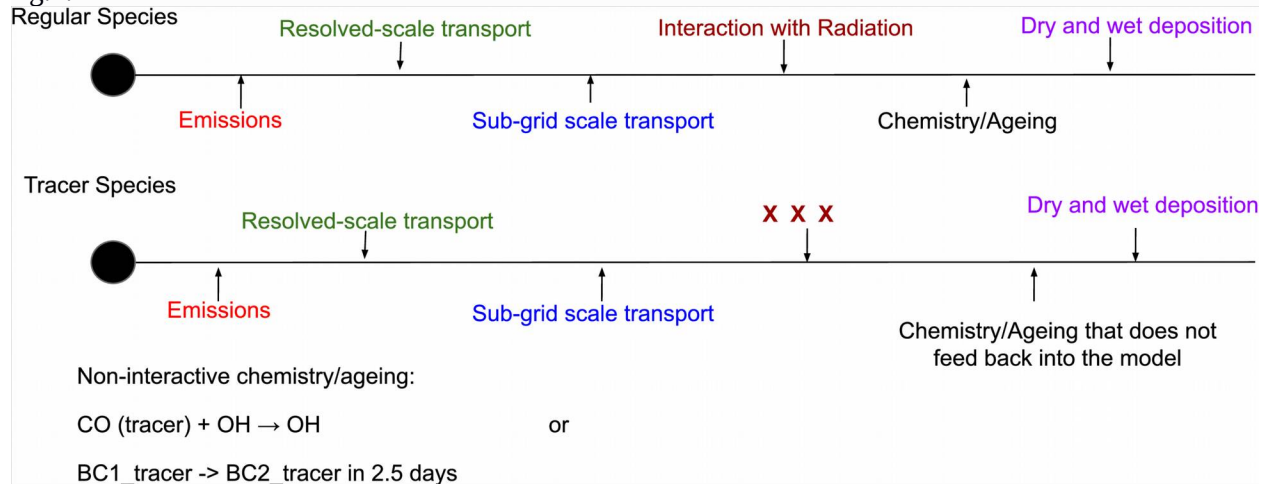 Regular Species
Resolved-scale transport
Interaction with Radiation
Dry and wet deposition
Emissions
Sub-grid scale transport
Chemistry/Ageing
Tracer Species
Resolved-scale transport
X X X
Dry and wet deposition
Emissions
Sub-grid scale transport
Chemistry/Ageing that does not
feed back into the model
Non-interactive chemistry/ageing:
CO (tracer) + OH → OH or
BC1_tracer -> BC2_tracer in 2.5 days